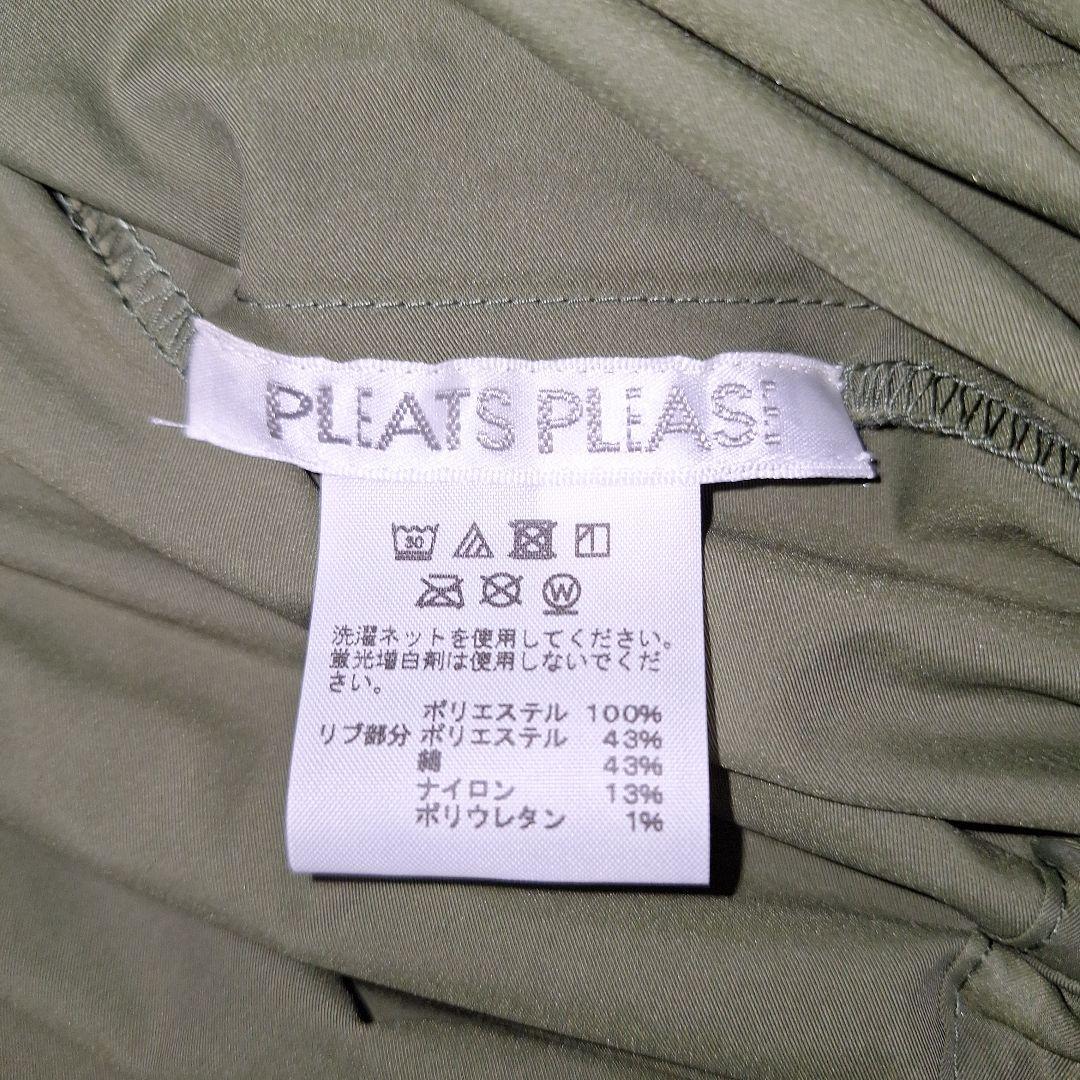 PLEATS PLEASE
30
W
洗濯ネットを使用してください。
蛍光増白剤は使用しないでくだ
さい。
ポリエステル 100%
リブ部分 ポリエステル 43%
綿 43%
ナイロン 13%
ポリウレタン 1%